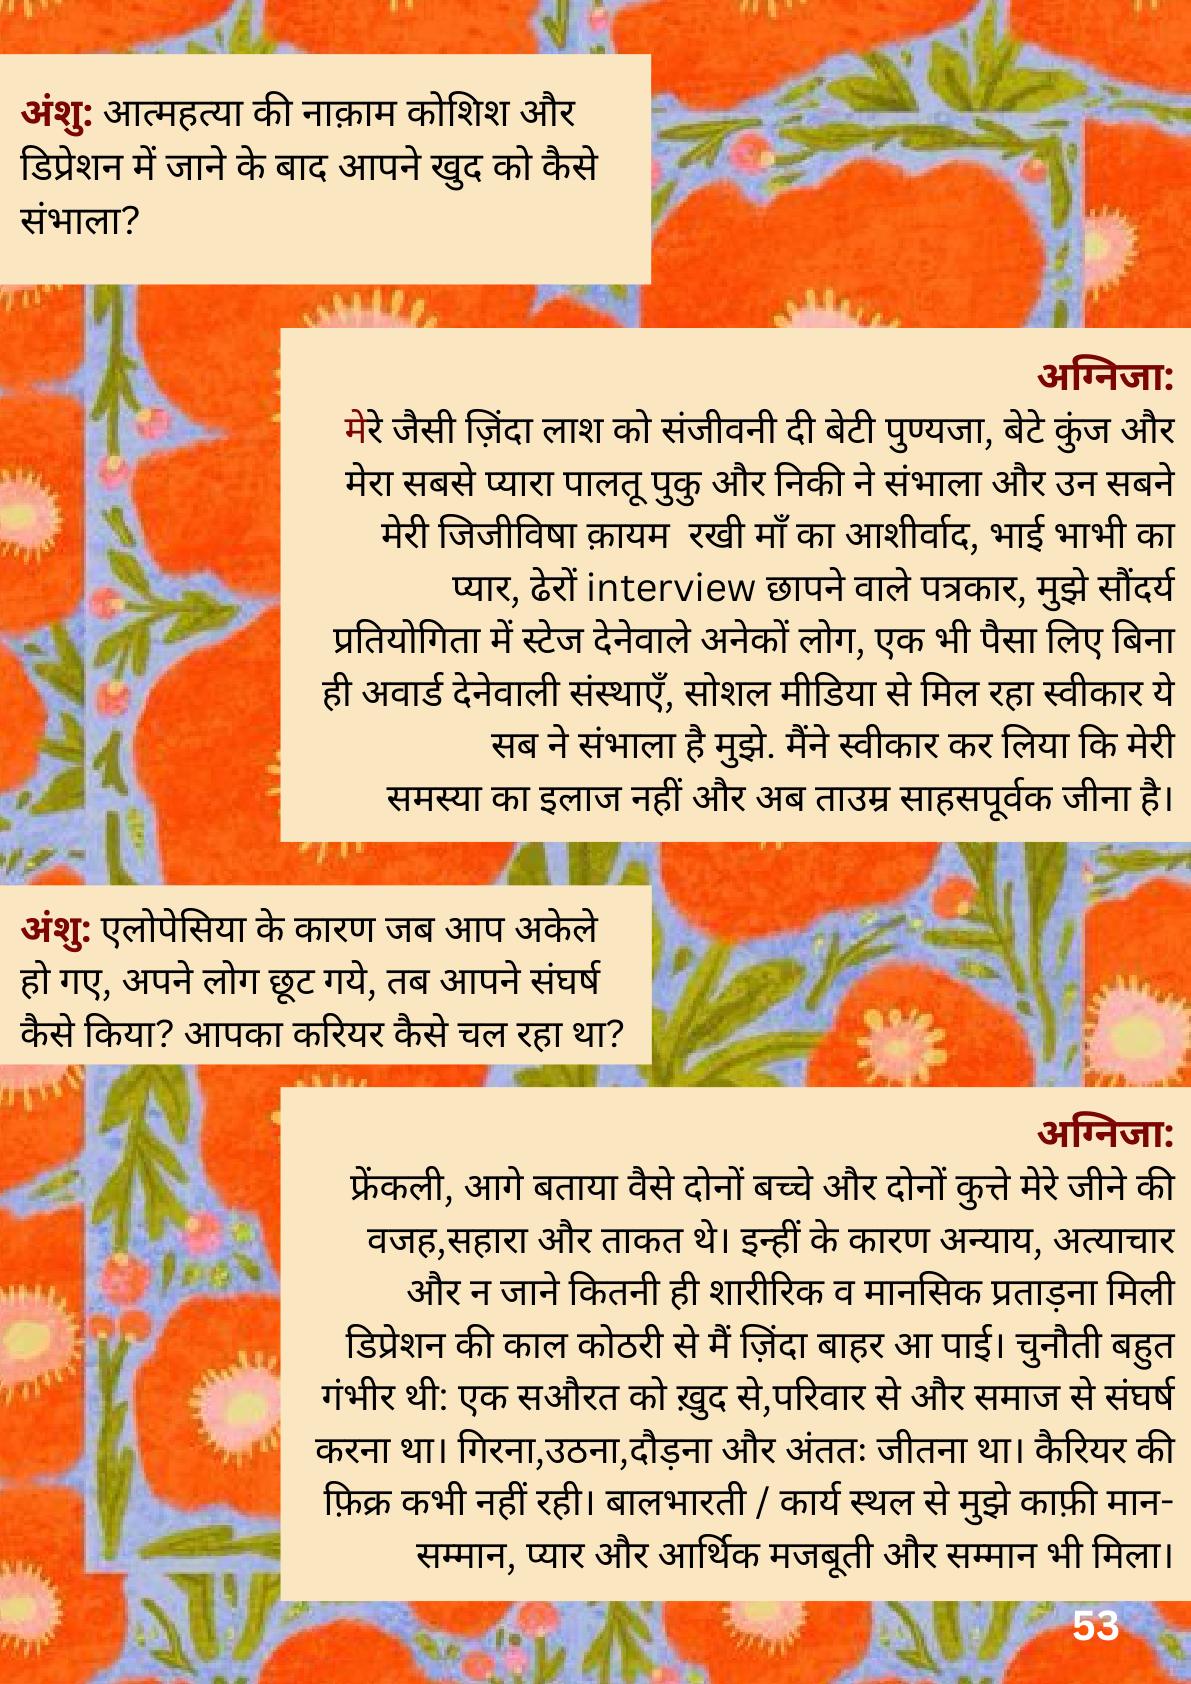 अंशु: आत्महत्या की नाक़ाम कोशिश और
डिप्रेशन में जाने के बाद आपने खुद को कैसे
संभाला?
अग्निजा:
मेरे जैसी ज़िंदा लाश को संजीवनी दी बेटी पुण्यजा, बेटे कुंज और
मेरा सबसे प्यारा पालतू पुकु और निकी ने संभाला और उन सबने
मेरी जिजीविषा क़ायम  रखी माँ का आशीर्वाद, भाई भाभी का
प्यार, ढेरों interview छापने वाले पत्रकार, मुझे सौंदर्य
प्रतियोगिता में स्टेज देनेवाले अनेकों लोग, एक भी पैसा लिए बिना
ही अवार्ड देनेवाली संस्थाएँ, सोशल मीडिया से मिल रहा स्वीकार ये
सब ने संभाला है मुझे. मैंने स्वीकार कर लिया कि मेरी
समस्या का इलाज नहीं और अब ताउम्र साहसपूर्वक जीना है।
अंशु: एलोपेसिया के कारण जब आप अकेले
हो गए, अपने लोग छूट गये, तब आपने संघर्ष
कैसे किया? आपका करियर कैसे चल रहा था?
अग्निजा:
फ्रेंकली, आगे बताया वैसे दोनों बच्चे और दोनों कुत्ते मेरे जीने की
वजह,सहारा और ताकत थे। इन्हीं के कारण अन्याय, अत्याचार
और न जाने कितनी ही शारीरिक व मानसिक प्रताड़ना मिली
डिप्रेशन की काल कोठरी से मैं ज़िंदा बाहर आ पाई। चुनौती बहुत
गंभीर थी: एक सऔरत को ख़ुद से,परिवार से और समाज से संघर्ष
करना था। गिरना,उठना,दौड़ना और अंततः जीतना था। कैरियर की
फ़िक्र कभी नहीं रही। बालभारती / कार्य स्थल से मुझे काफ़ी मान-
सम्मान, प्यार और आर्थिक मजबूती और सम्मान भी मिला।
53